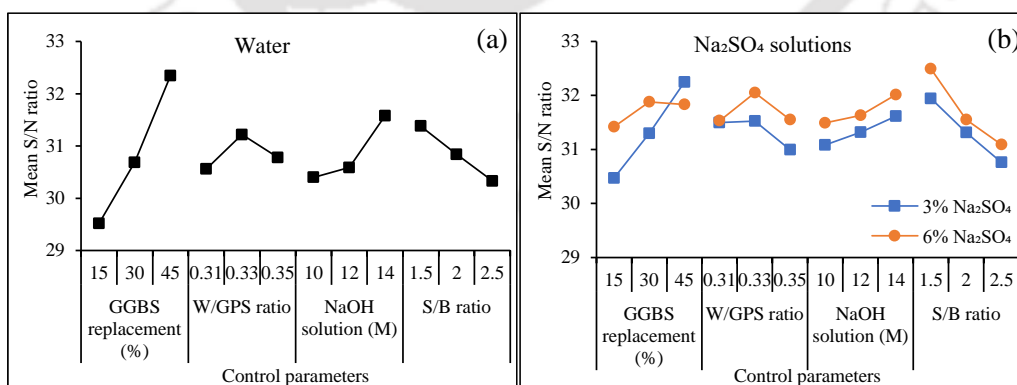 Water
(a)
Mean S/N ratio
33
32
31
30
29
15 30 45 0.31 0.33 0.35 10 12 14 1.5 2 2.5
GGBS replacement (%)
W/GPS ratio
NaOH solution (M)
S/B ratio
Control parameters
Na₂SO₄ solutions
(b)
Mean S/N ratio
33
32
31
30
29
3% Na₂SO₄
6% Na₂SO₄
15 30 45 0.31 0.33 0.35 10 12 14 1.5 2 2.5
GGBS replacement (%)
W/GPS ratio
NaOH solution (M)
S/B ratio
Control parameters